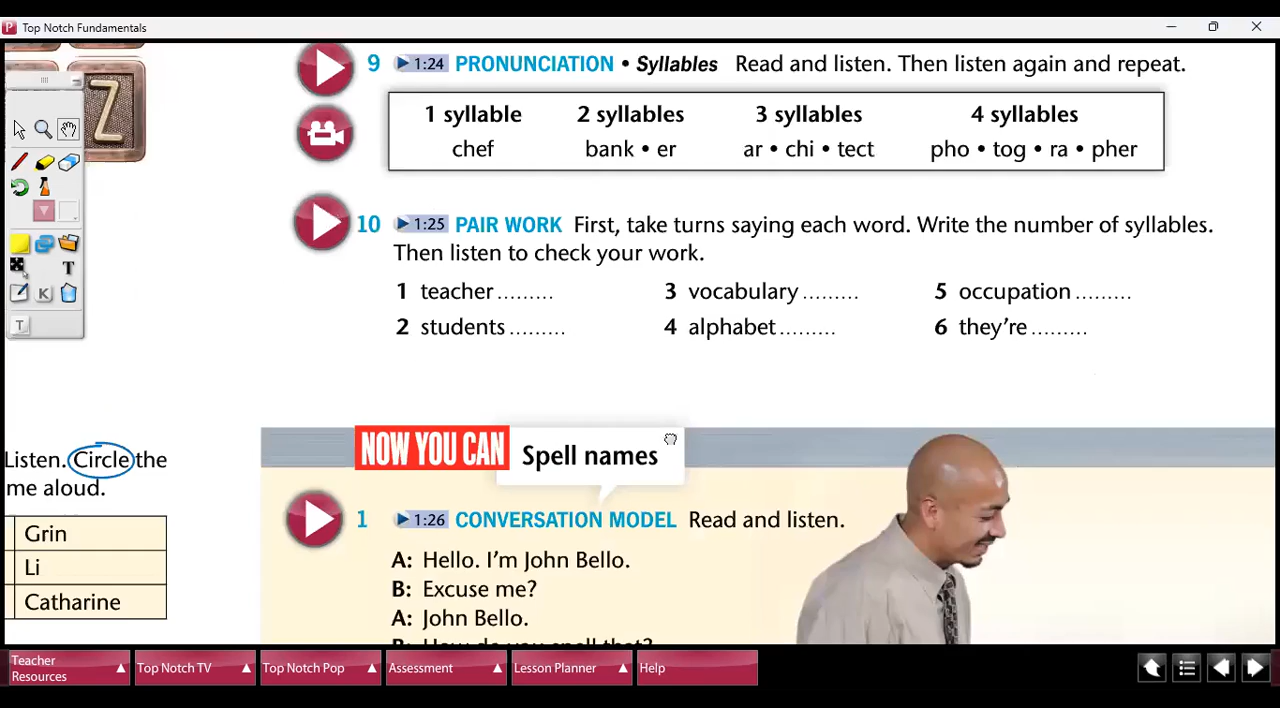 Top Notch Fundamentals
Z
9 1:24 PRONUNCIATION • Syllables Read and listen. Then listen again and repeat.
1 syllable 2 syllables 3 syllables 4 syllables
chef bank • er ar • chi • tect pho • tog • ra • pher
10 1:25 PAIR WORK First, take turns saying each word. Write the number of syllables.
Then listen to check your work.
1 teacher......... 3 vocabulary......... 5 occupation.........
2 students......... 4 alphabet......... 6 they're.........
Listen. Circle the
me aloud.
Grin
Li
Catharine
NOW YOU CAN Spell names
1 1:26 CONVERSATION MODEL Read and listen.
A: Hello. I'm John Bello.
B: Excuse me?
A: John Bello.
B: How do you spell that?
Teacher Resources Top Notch TV Top Notch Pop Assessment Lesson Planner Help